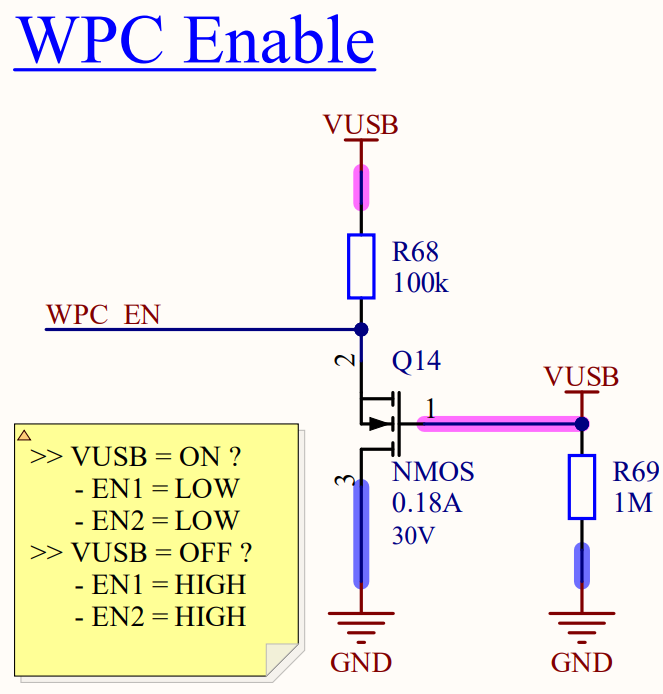 WPC Enable
VUSB
R68
100k
WPC_EN
2
Q14
VUSB
1
>> VUSB = ON ?
- EN1 = LOW
- EN2 = LOW
>> VUSB = OFF ?
- EN1 = HIGH
- EN2 = HIGH
3
NMOS
0.18A
30V
R69
1M
GND
GND